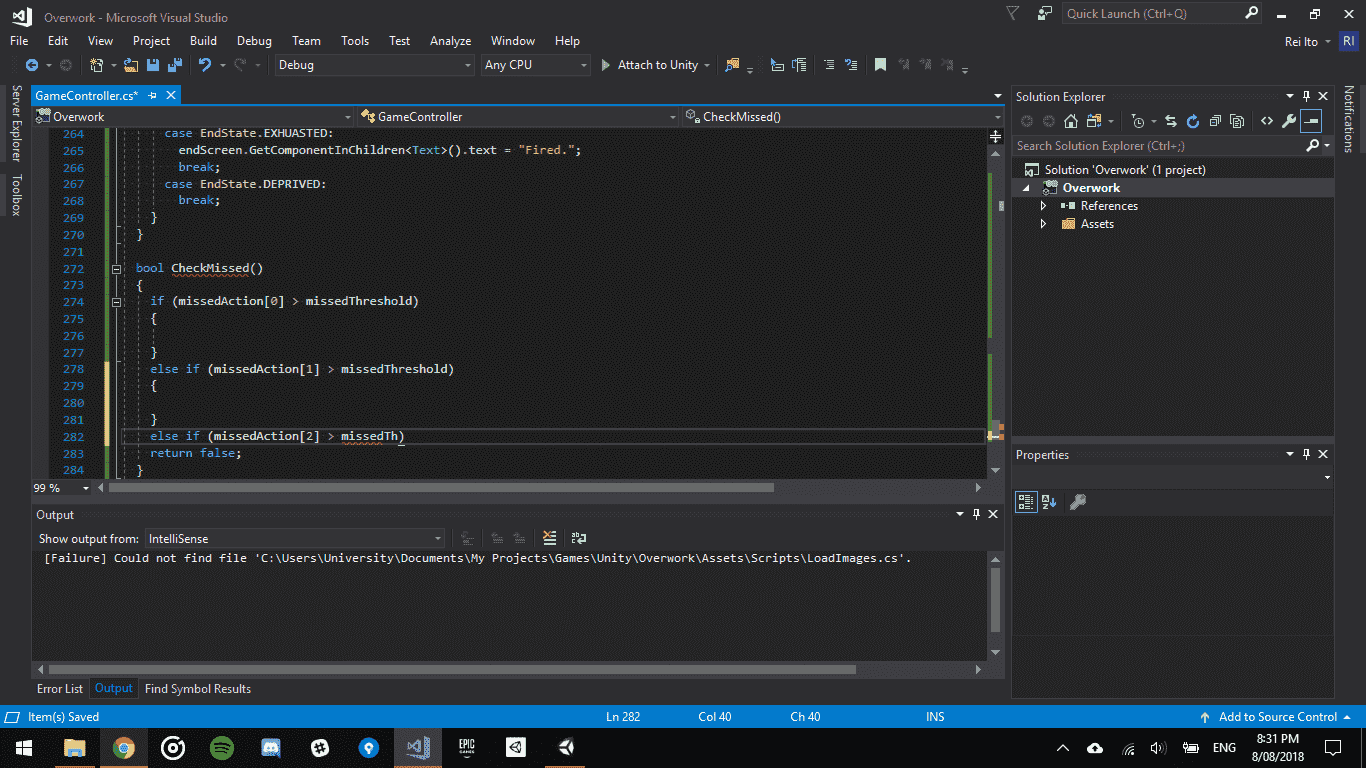 Overwork - Microsoft Visual Studio
Quick Launch (Ctrl+Q)
File Edit View Project Build Debug Team Tools Test Analyze Window Help
Rei Ito RI
Debug Any CPU Attach to Unity
Server Explorer
Toolbox
GameController.cs*
Overwork GameController CheckMissed()
264 case EndState.EXHUASTED:
265 endScreen.GetComponentInChildren<Text>().text = "Fired.";
266 break;
267 case EndState.DEPRIVED:
268 break;
269 }
270 }
271
272 bool CheckMissed()
273 {
274 if (missedAction[0] > missedThreshold)
275 {
276
277 }
278 else if (missedAction[1] > missedThreshold)
279 {
280
281 }
282 else if (missedAction[2] > missedTh)
283 return false;
284 }
99 %
Output
Show output from: IntelliSense
[Failure] Could not find file 'C:\Users\University\Documents\My Projects\Games\Unity\Overwork\Assets\Scripts\LoadImages.cs'.
Error List Output Find Symbol Results
Solution Explorer
Search Solution Explorer (Ctrl+;)
Solution 'Overwork' (1 project)
Overwork
References
Assets
Properties
Notifications
Item(s) Saved Ln 282 Col 40 Ch 40 INS Add to Source Control
EPIC
GAMES
ENG
8:31 PM
8/08/2018